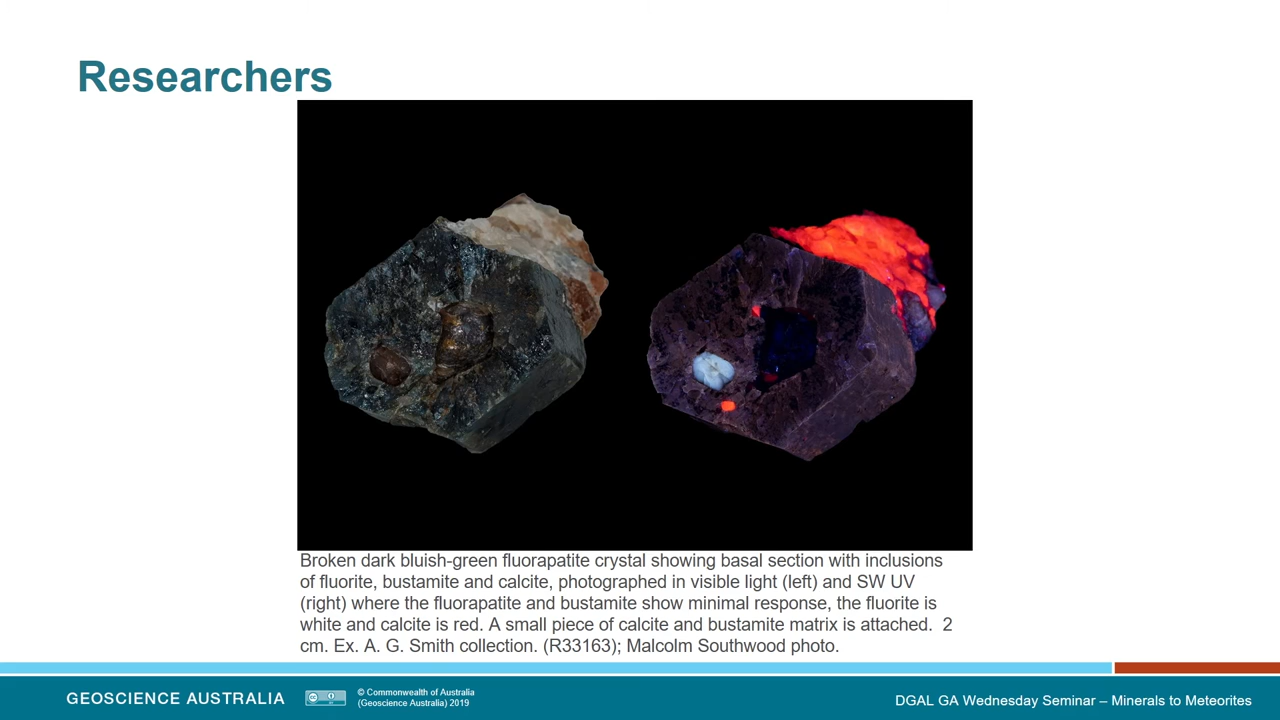 Researchers
Broken dark bluish-green fluorapatite crystal showing basal section with inclusions
of fluorite, bustamite and calcite, photographed in visible light (left) and SW UV
(right) where the fluorapatite and bustamite show minimal response, the fluorite is
white and calcite is red. A small piece of calcite and bustamite matrix is attached.  2
cm. Ex. A. G. Smith collection. (R33163); Malcolm Southwood photo.
GEOSCIENCE AUSTRALIA
© Commonwealth of Australia
(Geoscience Australia) 2019
DGAL GA Wednesday Seminar – Minerals to Meteorites